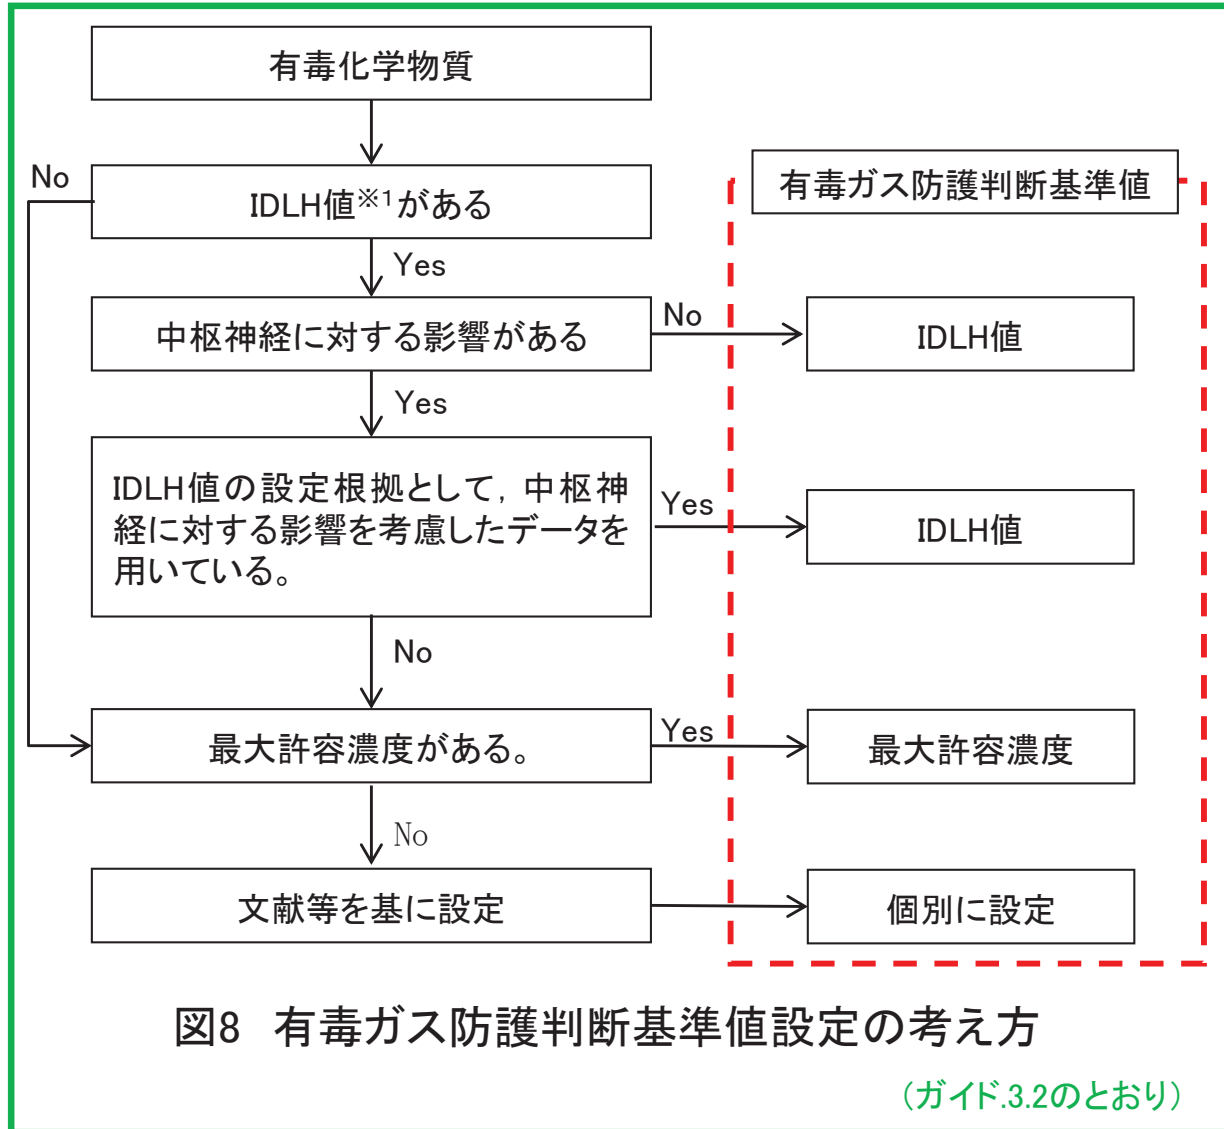 有毒化学物質
No
IDLH値※1がある
有毒ガス防護判断基準値
Yes
中枢神経に対する影響がある
No
IDLH値
Yes
IDLH値の設定根拠として，中枢神
経に対する影響を考慮したデータを
用いている。
Yes
IDLH値
No
最大許容濃度がある。
Yes
最大許容濃度
No
文献等を基に設定
個別に設定
図8 有毒ガス防護判断基準値設定の考え方
(ガイド.3.2のとおり)